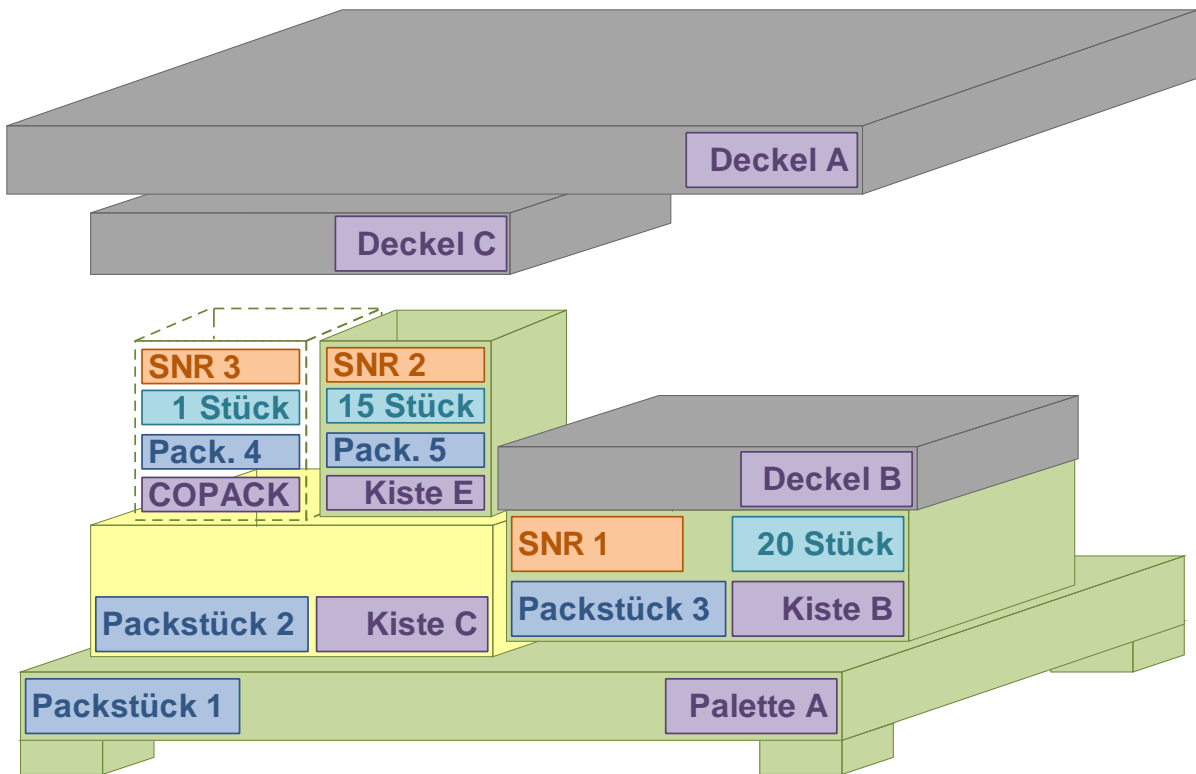 Deckel A
Deckel C
SNR 3
1 Stück
Pack. 4
COPACK
SNR 2
15 Stück
Pack. 5
Kiste E
Deckel B
SNR 1
20 Stück
Packstück 3
Kiste B
Packstück 2
Kiste C
Packstück 1
Palette A